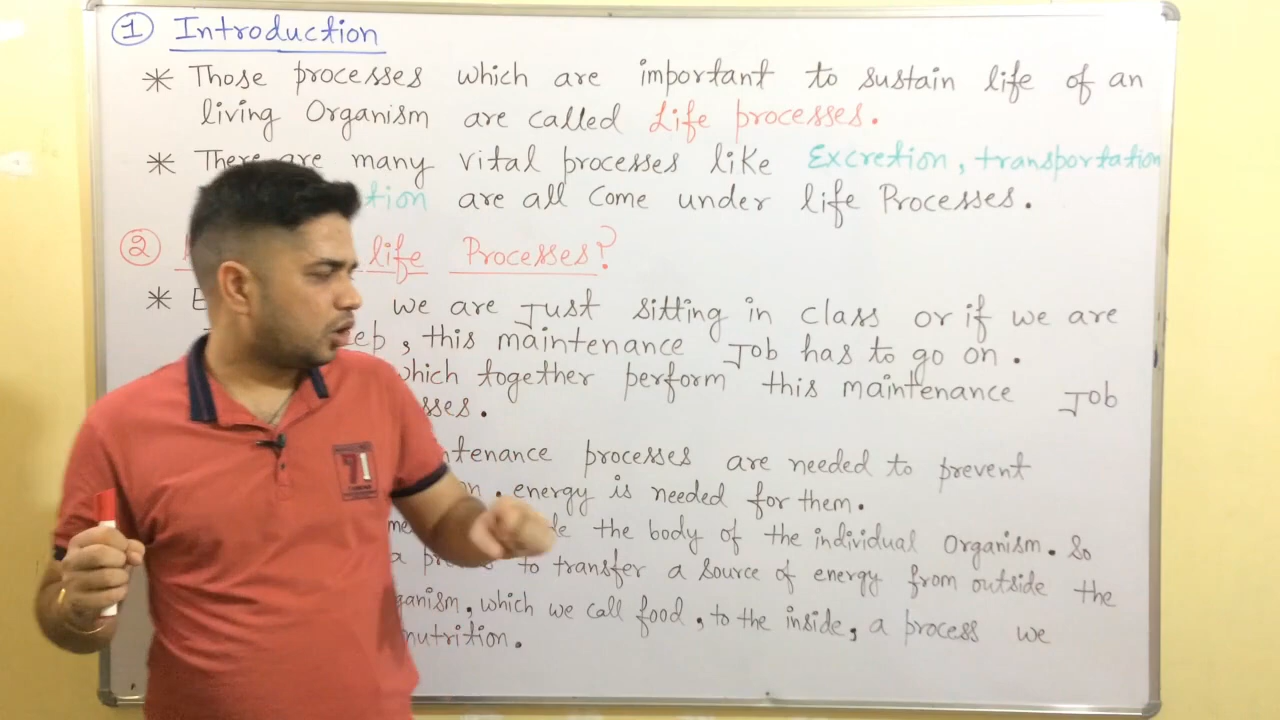 ① Introduction
* Those processes which are important to sustain life of an
living Organism are called Life processes.
* There are many vital processes like Excretion, transportation
tion are all Come under life Processes.
② life Processes?
* E we are Just sitting in class or if we are
eep, this maintenance Job has to go on.
which together perform this maintenance Job
sses.
ntenance processes are needed to prevent
n. energy is needed for them.
the body of the individual Organism. So
a to transfer a source of energy from outside the
ganism, which we call food, to the inside, a process we
nutrition.